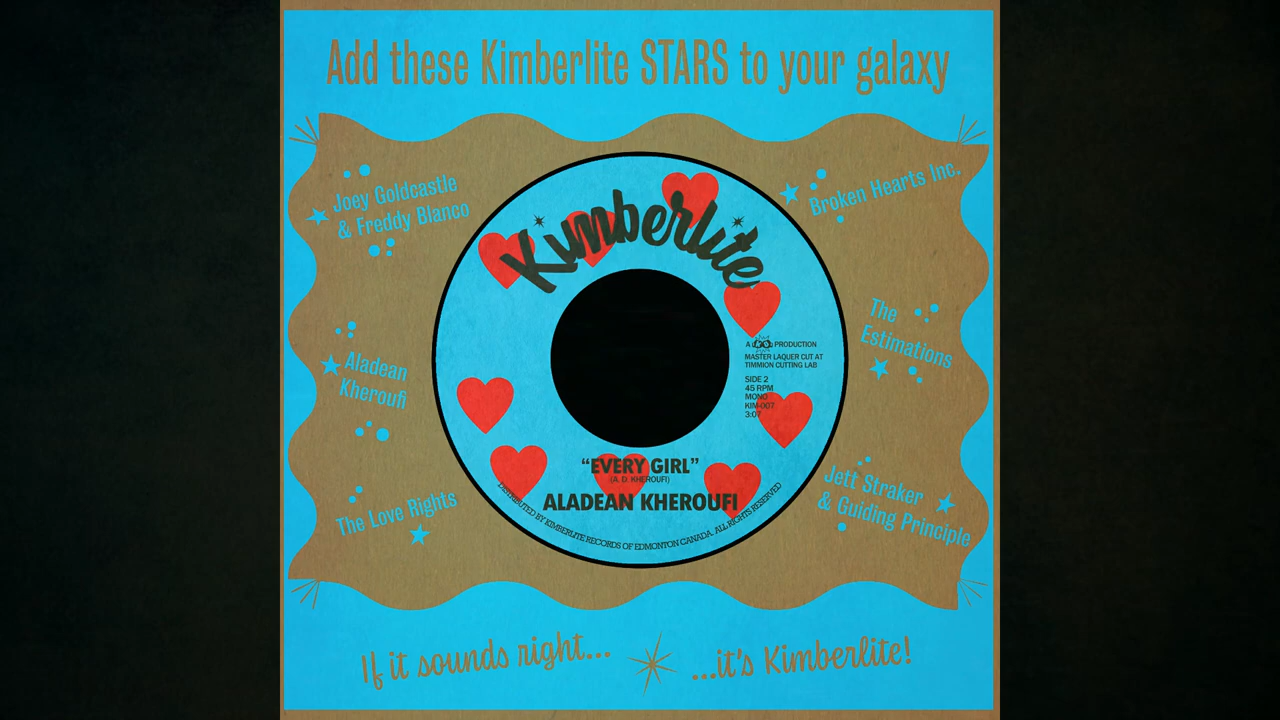 Add these Kimberlite STARS to your galaxy
Joey Goldcastle
& Freddy Blanco
Broken Hearts Inc.
Aladean
Kheroufi
The
Estimations
The Love Rights
Jett Straker
& Guiding Principle
Kimberlite
A PRODUCTION
MASTER LAQUER CUT AT
TIMMION CUTTING LAB
SIDE 2
45 RPM
MONO
KIM-007
3:07
“EVERY GIRL”
(A. D. KHEROUFI)
ALADEAN KHEROUFI
DISTRIBUTED BY KIMBERLITE RECORDS OF EDMONTON CANADA. ALL RIGHTS RESERVED
If it sounds right... ...it's Kimberlite!